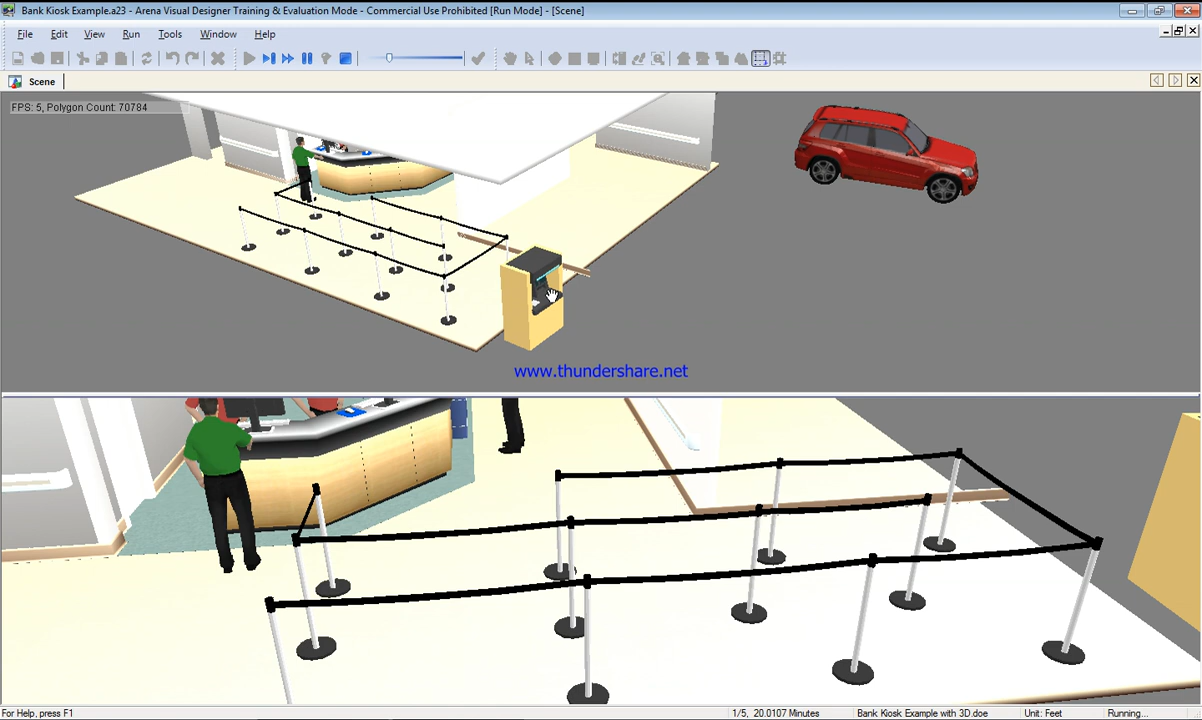 Bank Kiosk Example.a23 - Arena Visual Designer Training & Evaluation Mode - Commercial Use Prohibited [Run Mode] - [Scene]
File Edit View Run Tools Window Help
Scene
FPS: 5, Polygon Count: 70784
www.thundershare.net
For Help, press F1 1/5, 20.0107 Minutes Bank Kiosk Example with 3D.doe Unit: Feet Running...